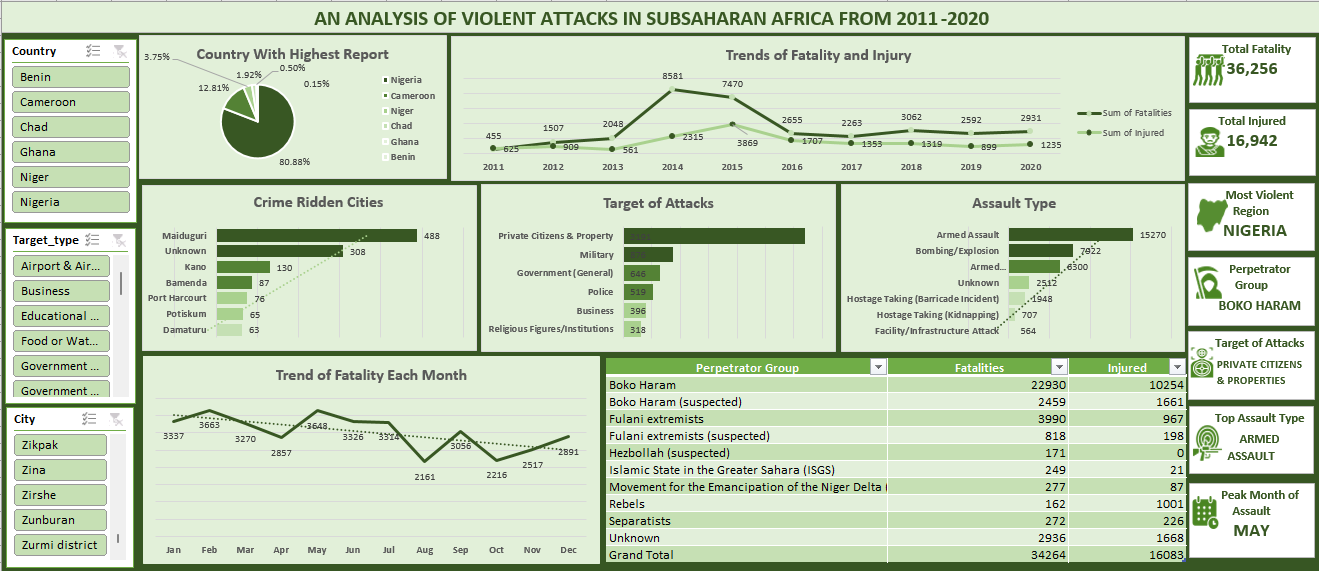 AN ANALYSIS OF VIOLENT ATTACKS IN SUBSAHARAN AFRICA FROM 2011-2020
Country
Benin
Cameroon
Chad
Ghana
Niger
Nigeria
Target_type
Airport & Air...
Business
Educational ...
Food or Wat...
Government ...
Government ...
City
Zikpak
Zina
Zirshe
Zunburan
Zurmi district
Country With Highest Report
3.75%
1.92%
0.50%
0.15%
12.81%
80.88%
Nigeria
Cameroon
Niger
Chad
Ghana
Benin
Trends of Fatality and Injury
455 1507 2048 8581 7470 2655 2263 3062 2592 2931
625 909 561 2315 3869 1707 1353 1319 899 1235
2011 2012 2013 2014 2015 2016 2017 2018 2019 2020
Sum of Fatalities
Sum of Injured
Crime Ridden Cities
Maiduguri 488
Unknown 308
Kano 130
Bamenda 87
Port Harcourt 76
Potiskum 65
Damaturu 63
Target of Attacks
Private Citizens & Property
Military
Government (General) 646
Police 519
Business 396
Religious Figures/Institutions 318
Assault Type
Armed Assault 15270
Bombing/Explosion 7922
Armed... 6300
Unknown 2512
Hostage Taking (Barricade Incident) 1948
Hostage Taking (Kidnapping) 707
Facility/Infrastructure Attack 564
Trend of Fatality Each Month
3337 3663 3270 2857 3648 3326 3314 2161 3056 2216 2517 2891
Jan Feb Mar Apr May Jun Jul Aug Sep Oct Nov Dec
Perpetrator Group Fatalities Injured
Boko Haram 22930 10254
Boko Haram (suspected) 2459 1661
Fulani extremists 3990 967
Fulani extremists (suspected) 818 198
Hezbollah (suspected) 171 0
Islamic State in the Greater Sahara (ISGS) 249 21
Movement for the Emancipation of the Niger Delta ( 277 87
Rebels 162 1001
Separatists 272 226
Unknown 2936 1668
Grand Total 34264 16083
Total Fatality
36,256
Total Injured
16,942
Most Violent
Region
NIGERIA
Perpetrator
Group
BOKO HARAM
Target of Attacks
PRIVATE CITIZENS
& PROPERTIES
Top Assault Type
ARMED
ASSAULT
Peak Month of
Assault
MAY